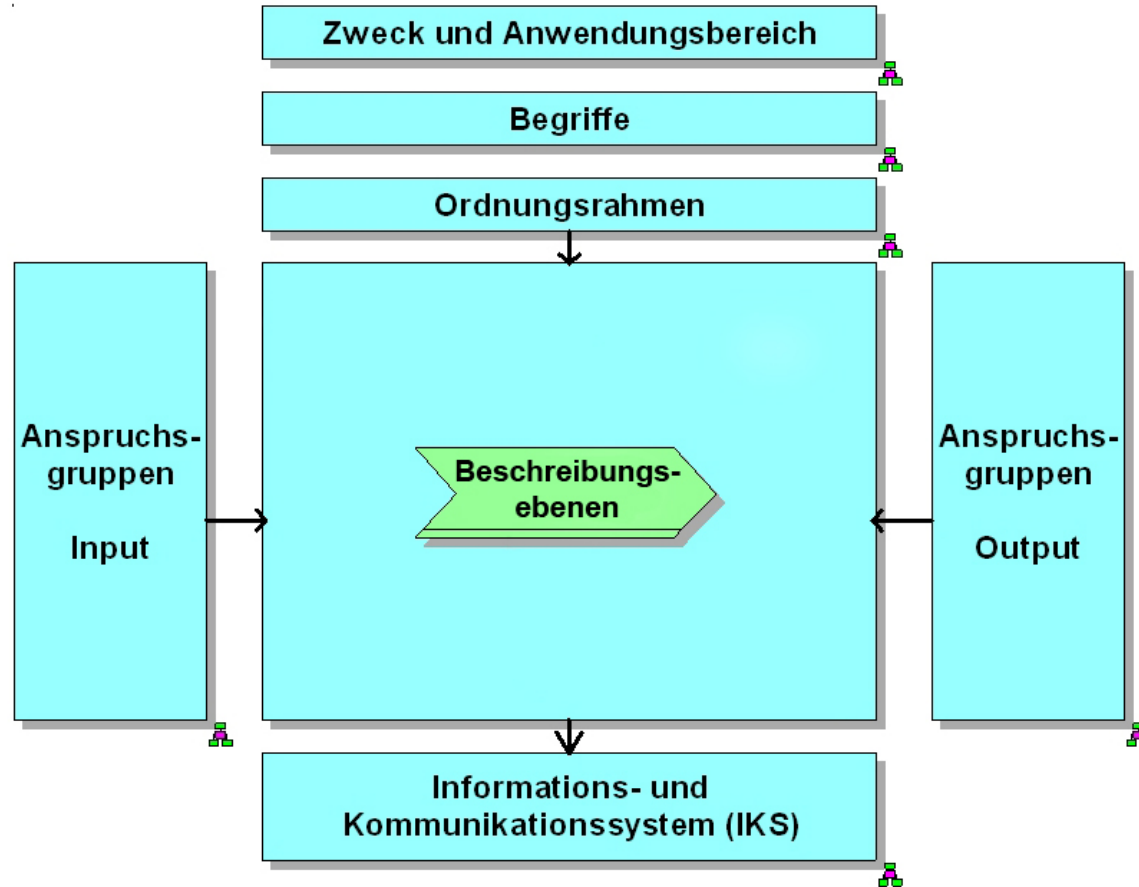 Zweck und Anwendungsbereich
Begriffe
Ordnungsrahmen
Anspruchs-
gruppen
Input
Beschreibungs-
ebenen
Anspruchs-
gruppen
Output
Informations- und
Kommunikationssystem (IKS)